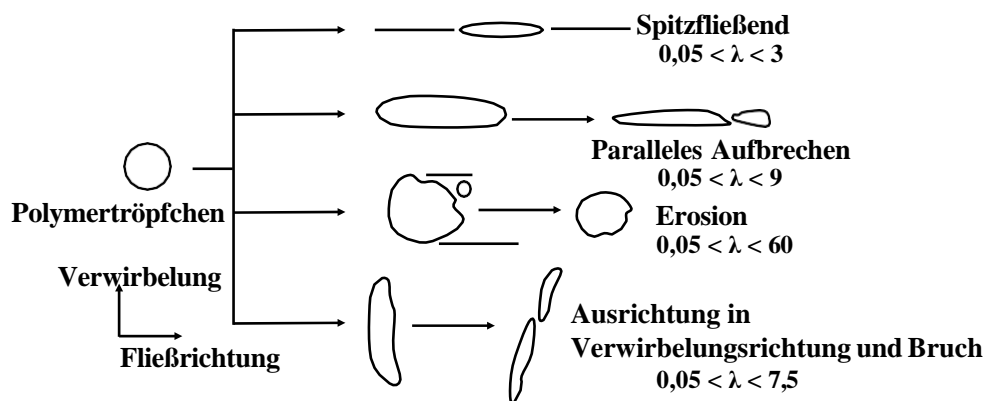 Spitzfließend
0,05 < λ < 3
Paralleles Aufbrechen
0,05 < λ < 9
Polymertröpfchen
Erosion
0,05 < λ < 60
Verwirbelung
Fließrichtung
Ausrichtung in
Verwirbelungsrichtung und Bruch
0,05 < λ < 7,5